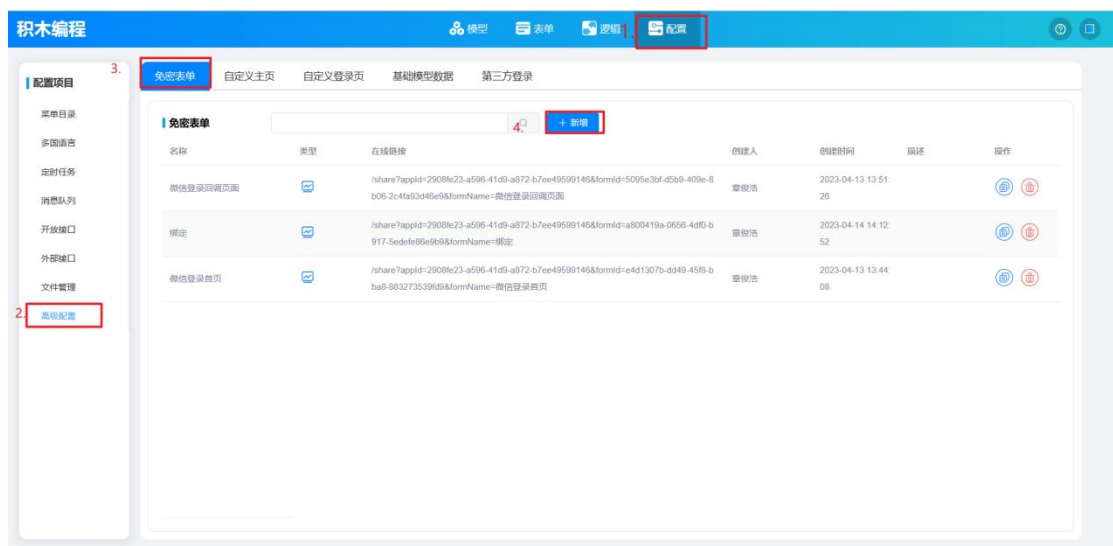 积木编程
模型
表单
逻辑
1.
配置
配置项目
菜单目录
多国语言
定时任务
消息队列
开放接口
外部接口
文件管理
2.
高级配置
3.
免密表单
自定义主页
自定义登录页
基础模型数据
第三方登录
免密表单
4.
+ 新增
名称 类型 在线链接 创建人 创建时间 描述 操作
微信登录回调页面
/share?appId=2908fe23-a596-41d9-a872-b7ee49599146&formId=5095e3bf-d5b9-409e-8
b06-2c4fa93d46e9&formName=微信登录回调页面
章俊浩
2023-04-13 13:51:
26
绑定
/share?appId=2908fe23-a596-41d9-a872-b7ee49599146&formId=a800419a-0656-4df0-b
917-5edefe86e9b9&formName=绑定
章俊浩
2023-04-14 14:12:
52
微信登录首页
/share?appId=2908fe23-a596-41d9-a872-b7ee49599146&formId=e4d1307b-dd49-45f8-b
ba8-883273539fd9&formName=微信登录首页
章俊浩
2023-04-13 13:44:
08